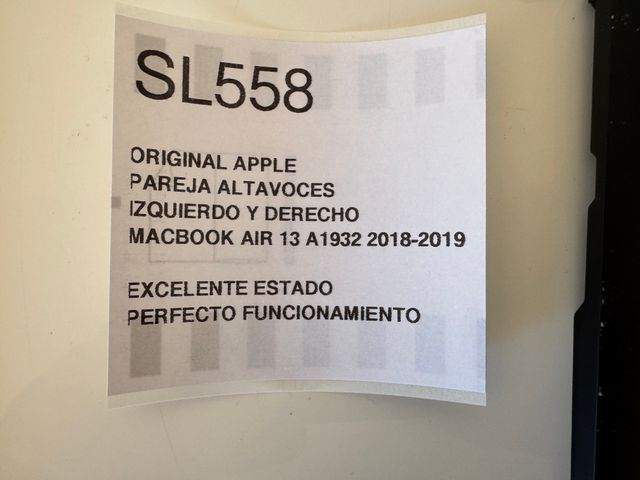 SL558
ORIGINAL APPLE
PAREJA ALTAVOCES
IZQUIERDO Y DERECHO
MACBOOK AIR 13 A1932 2018-2019
EXCELENTE ESTADO
PERFECTO FUNCIONAMIENTO